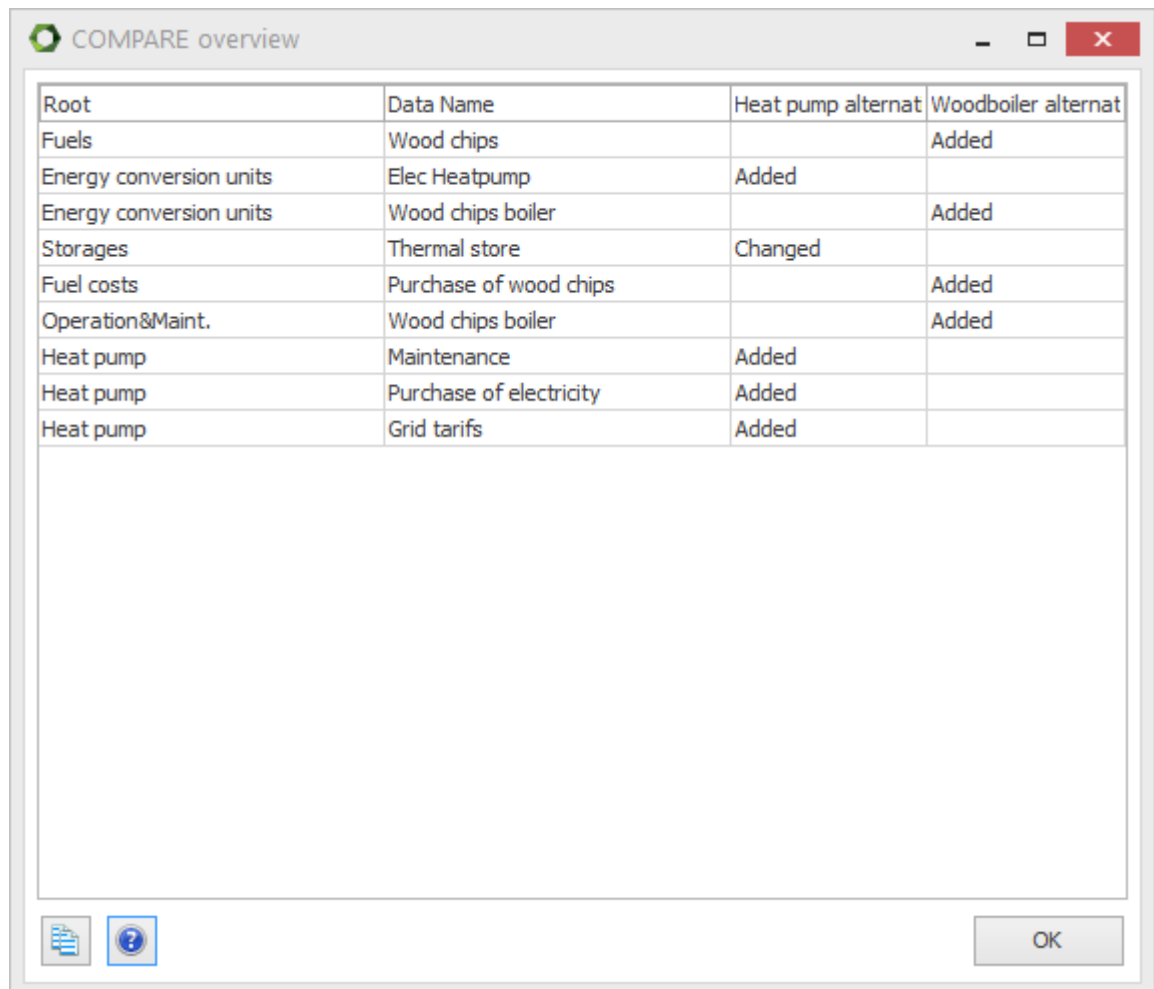 COMPARE overview
Root Data Name Heat pump alternat Woodboiler alternat
Fuels Wood chips Added
Energy conversion units Elec Heatpump Added
Energy conversion units Wood chips boiler Added
Storages Thermal store Changed
Fuel costs Purchase of wood chips Added
Operation&Maint. Wood chips boiler Added
Heat pump Maintenance Added
Heat pump Purchase of electricity Added
Heat pump Grid tarifs Added
OK